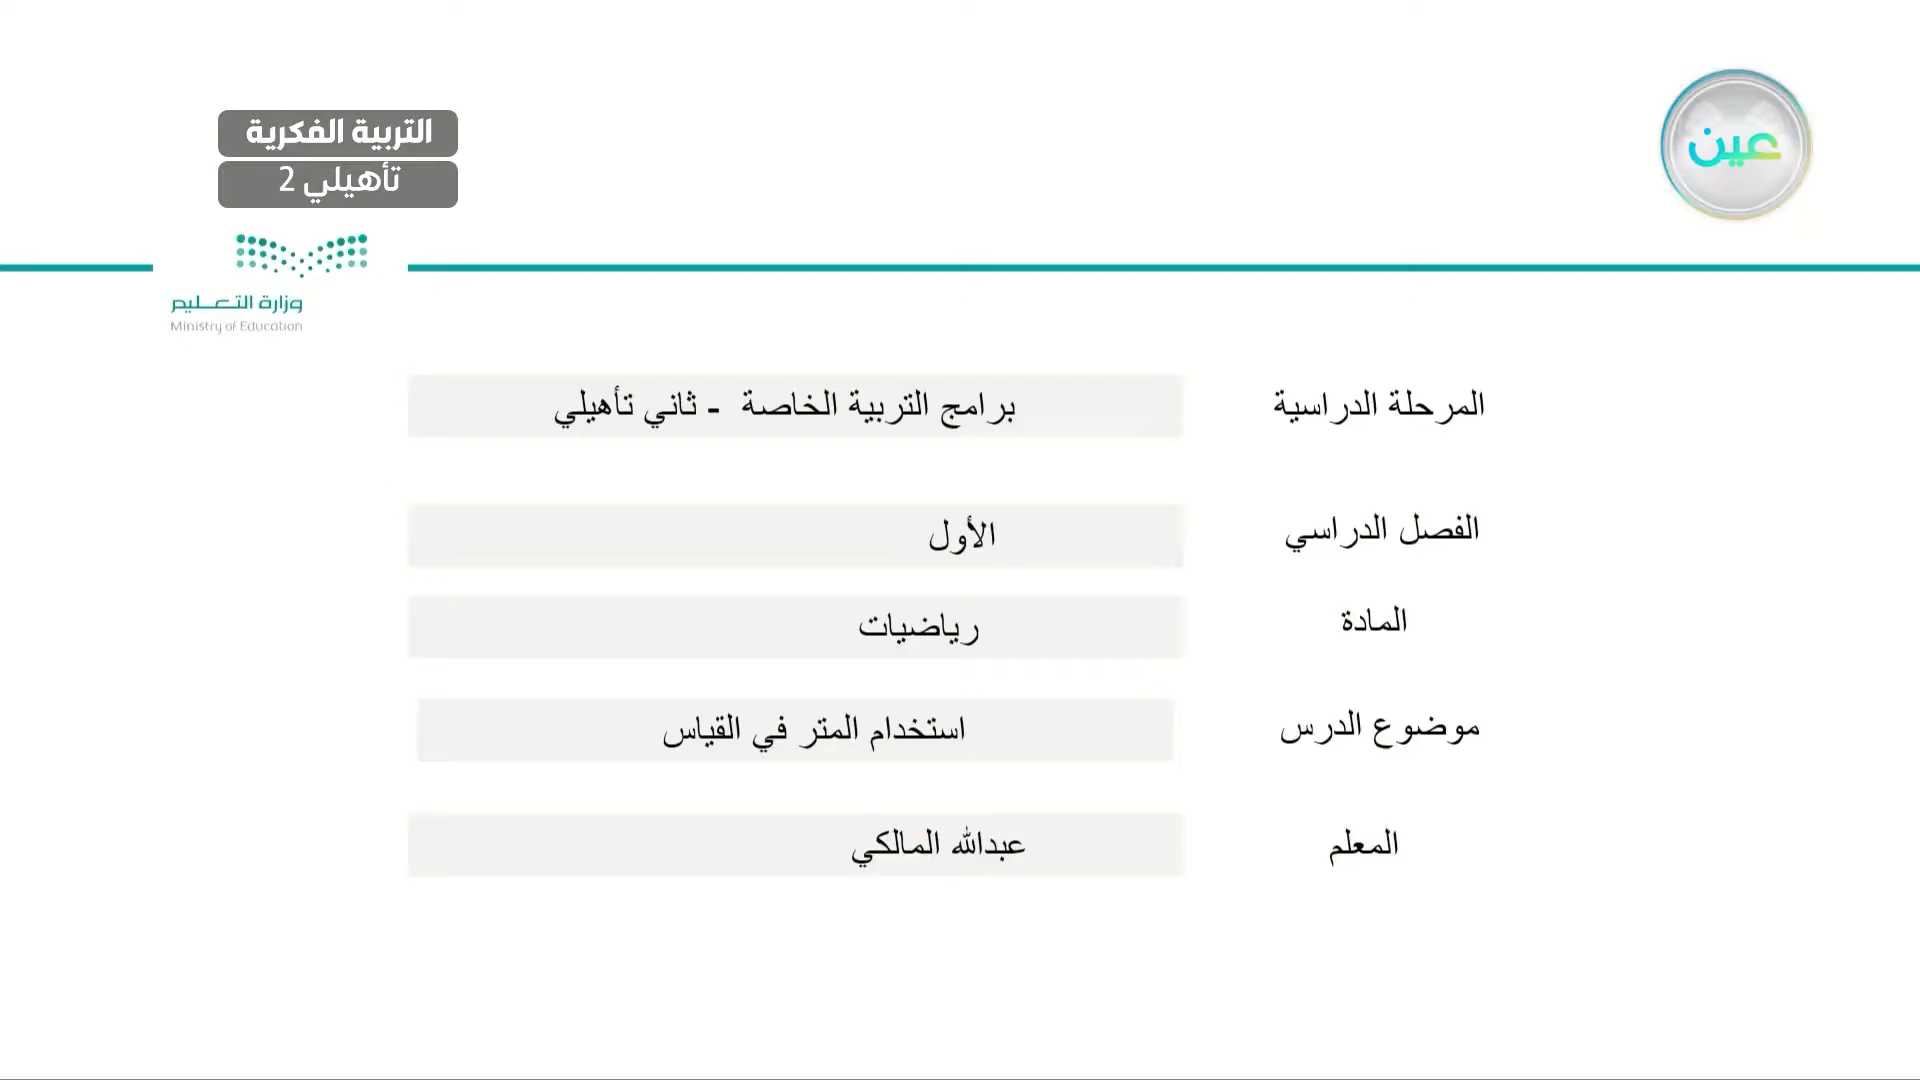 عين
التربية الفكرية
تأهيلي 2
وزارة التعليم
Ministry of Education
المرحلة الدراسية برامج التربية الخاصة - ثاني تأهيلي
الفصل الدراسي الأول
المادة رياضيات
موضوع الدرس استخدام المتر في القياس
المعلم عبدالله المالكي